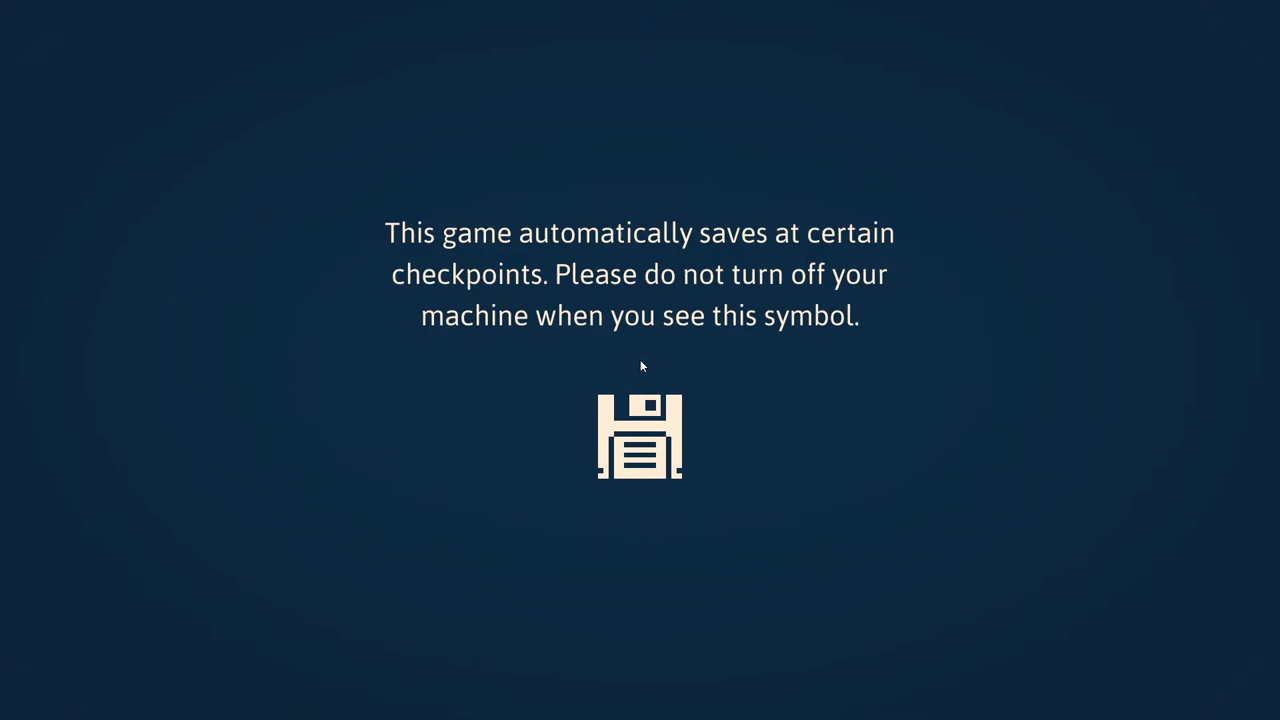 This game automatically saves at certain
checkpoints. Please do not turn off your
machine when you see this symbol.